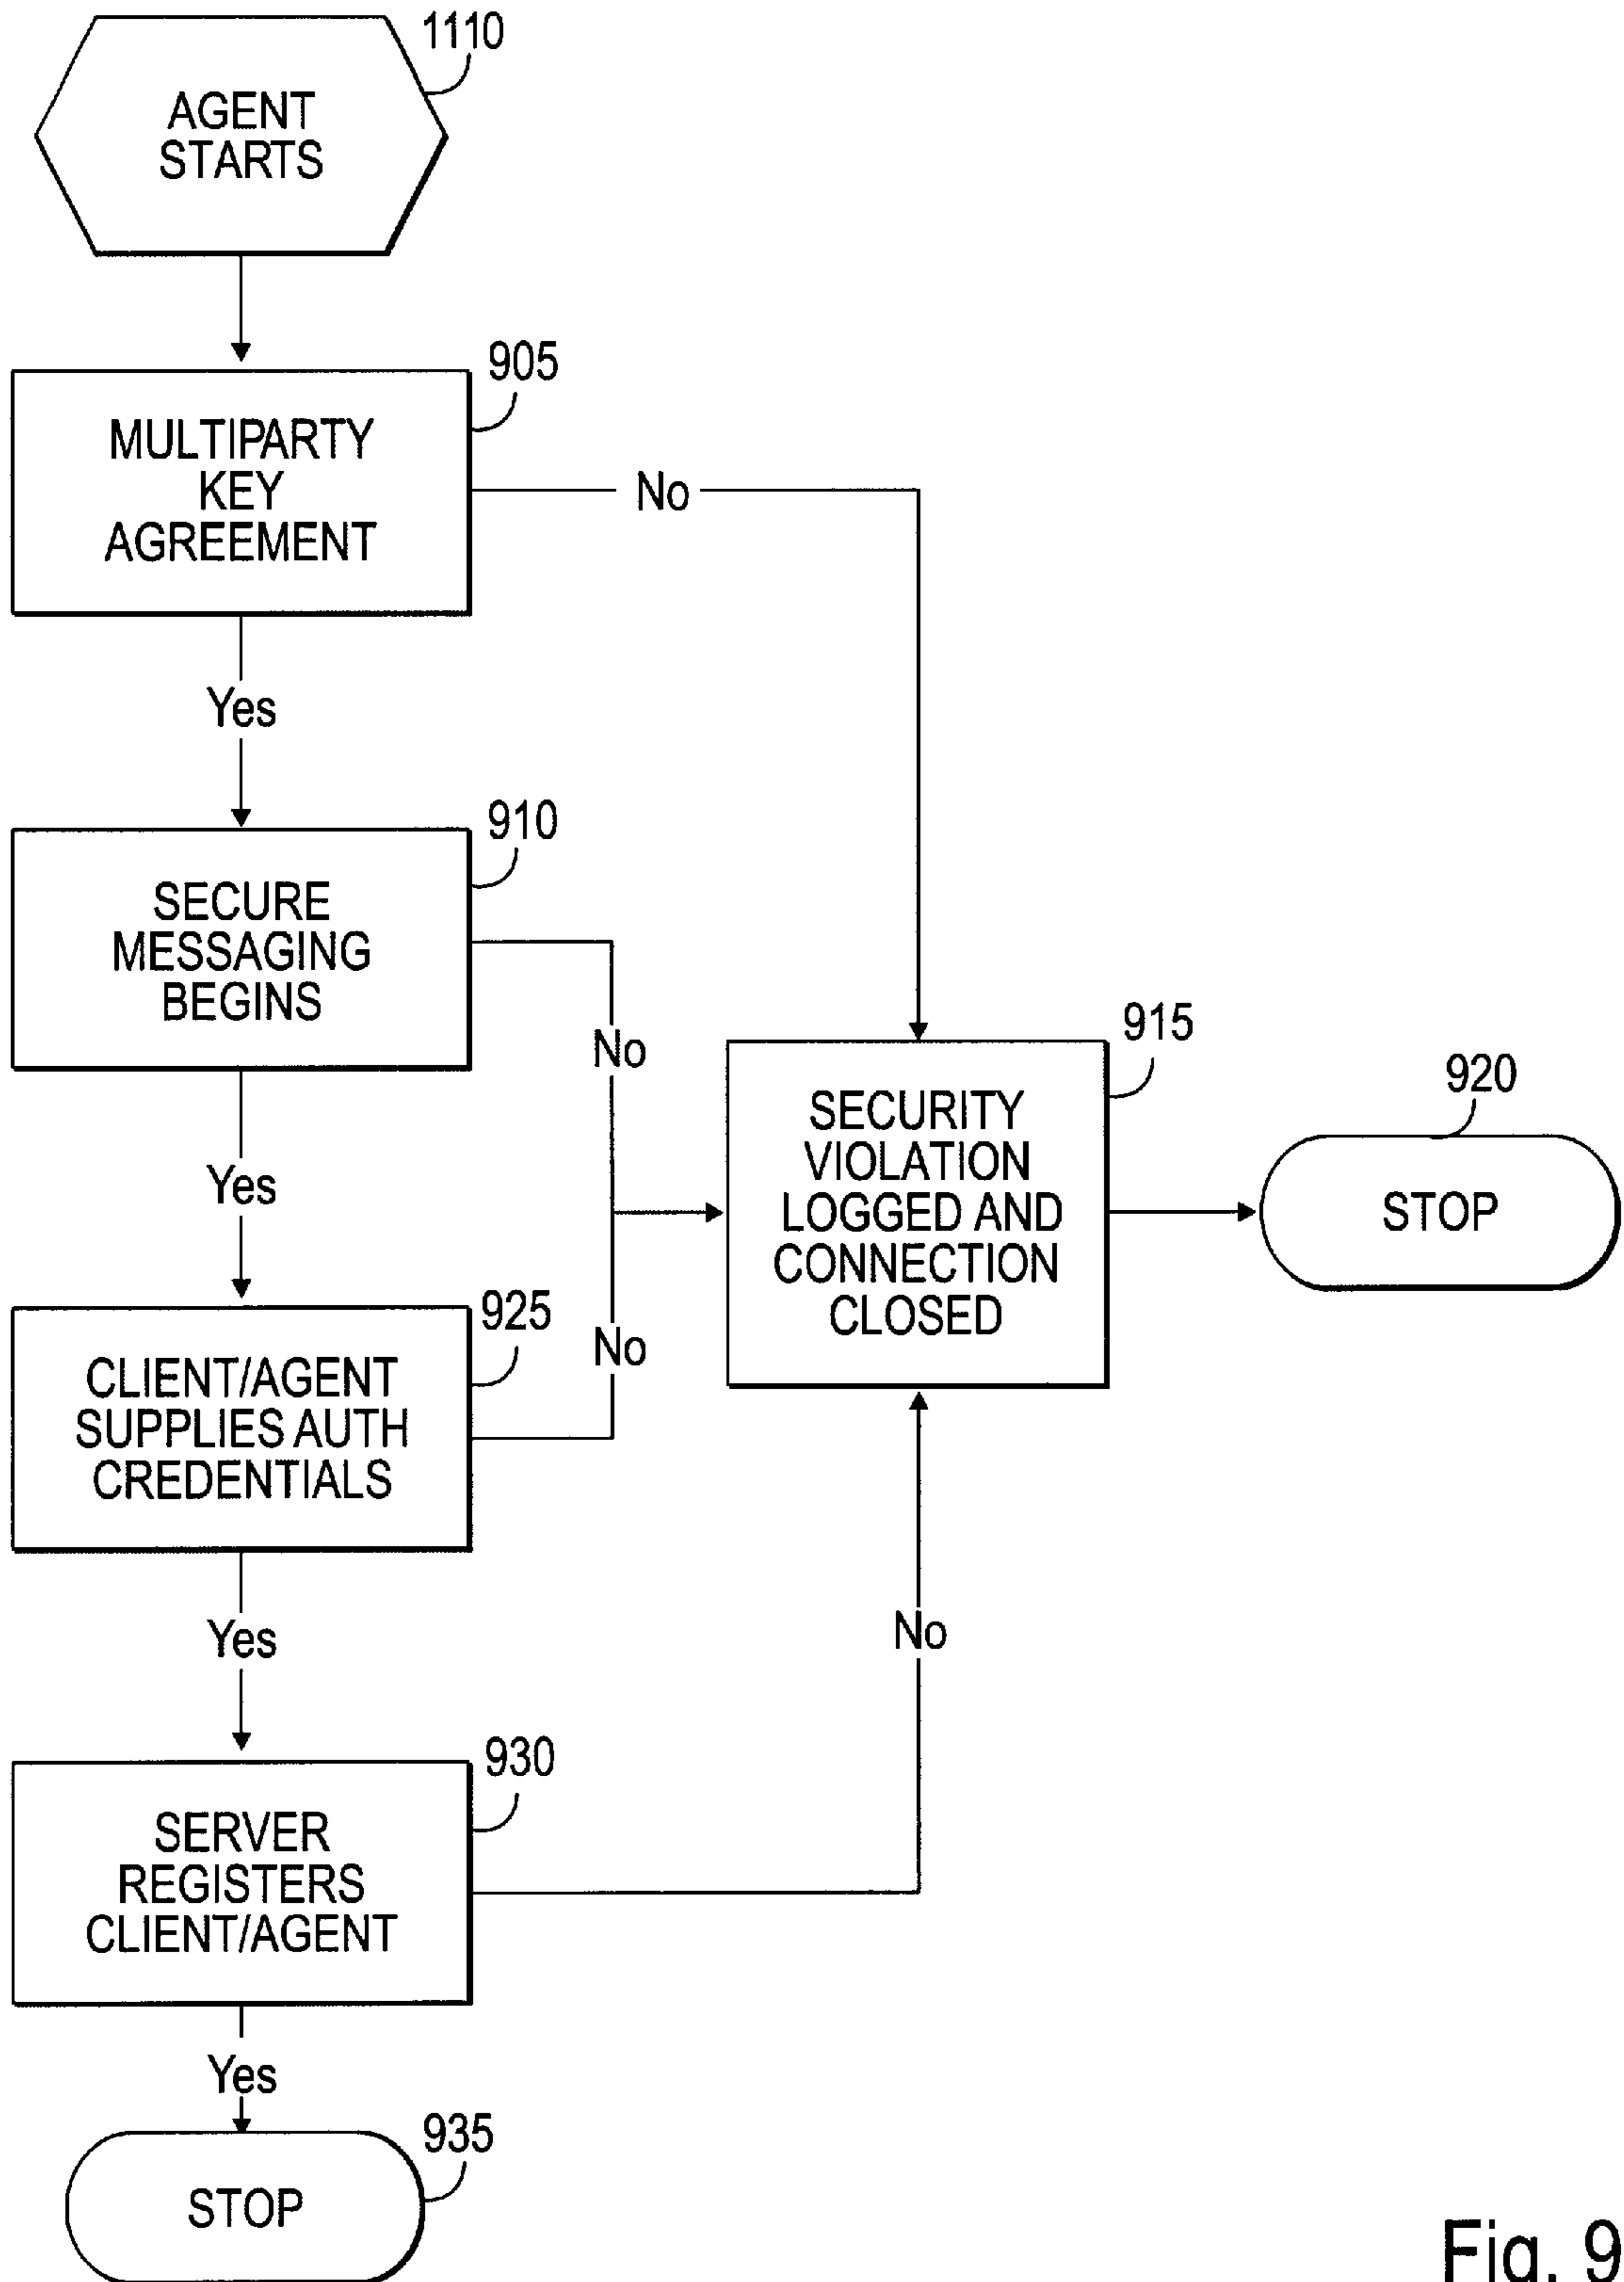 1110
AGENT
STARTS
905
MULTIPARTY
KEY
AGREEMENT
No
Yes
910
SECURE
MESSAGING
BEGINS
No
915
SECURITY
VIOLATION
LOGGED AND
CONNECTION
CLOSED
920
STOP
Yes
925
CLIENT/AGENT
SUPPLIES AUTH
CREDENTIALS
No
Yes
No
930
SERVER
REGISTERS
CLIENT/AGENT
Yes
935
STOP
Fig. 9